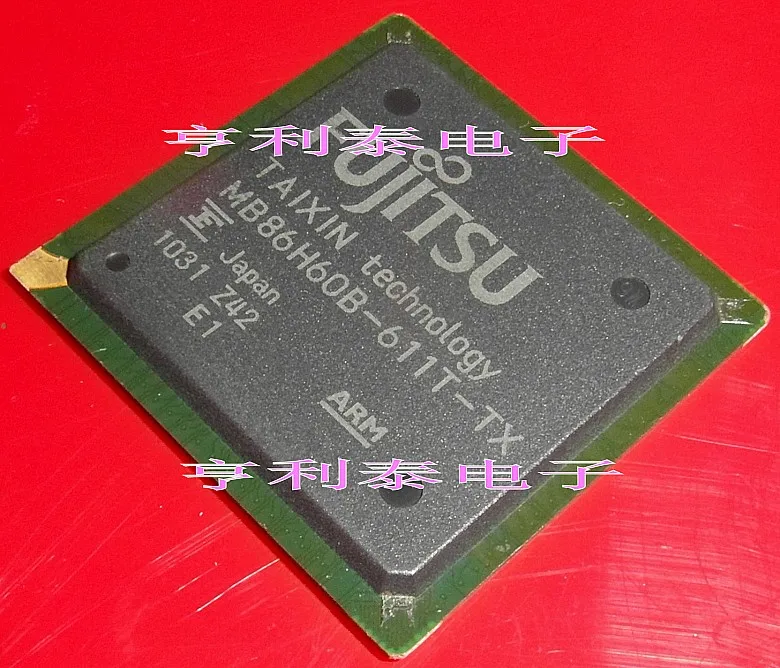 亨利泰电子
FUJITSU
TAIXIN technology
MB86H60B-611T-TX
Japan
1031 Z42
E1
ARM
亨利泰电子